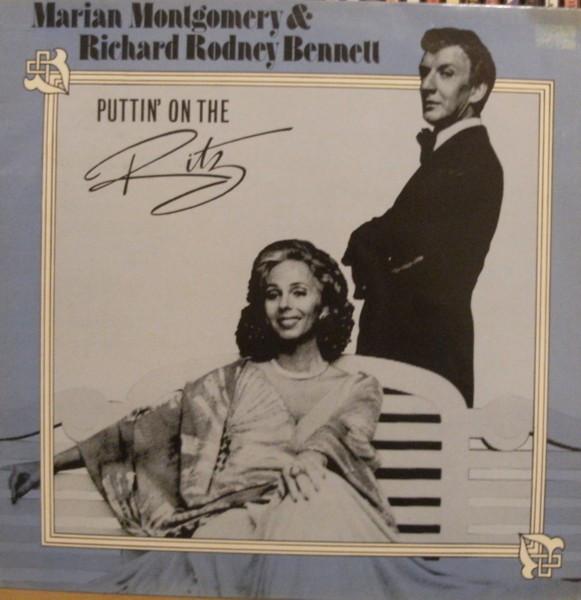 Marian Montgomery &
Richard Rodney Bennett
PUTTIN' ON THE
Ritz